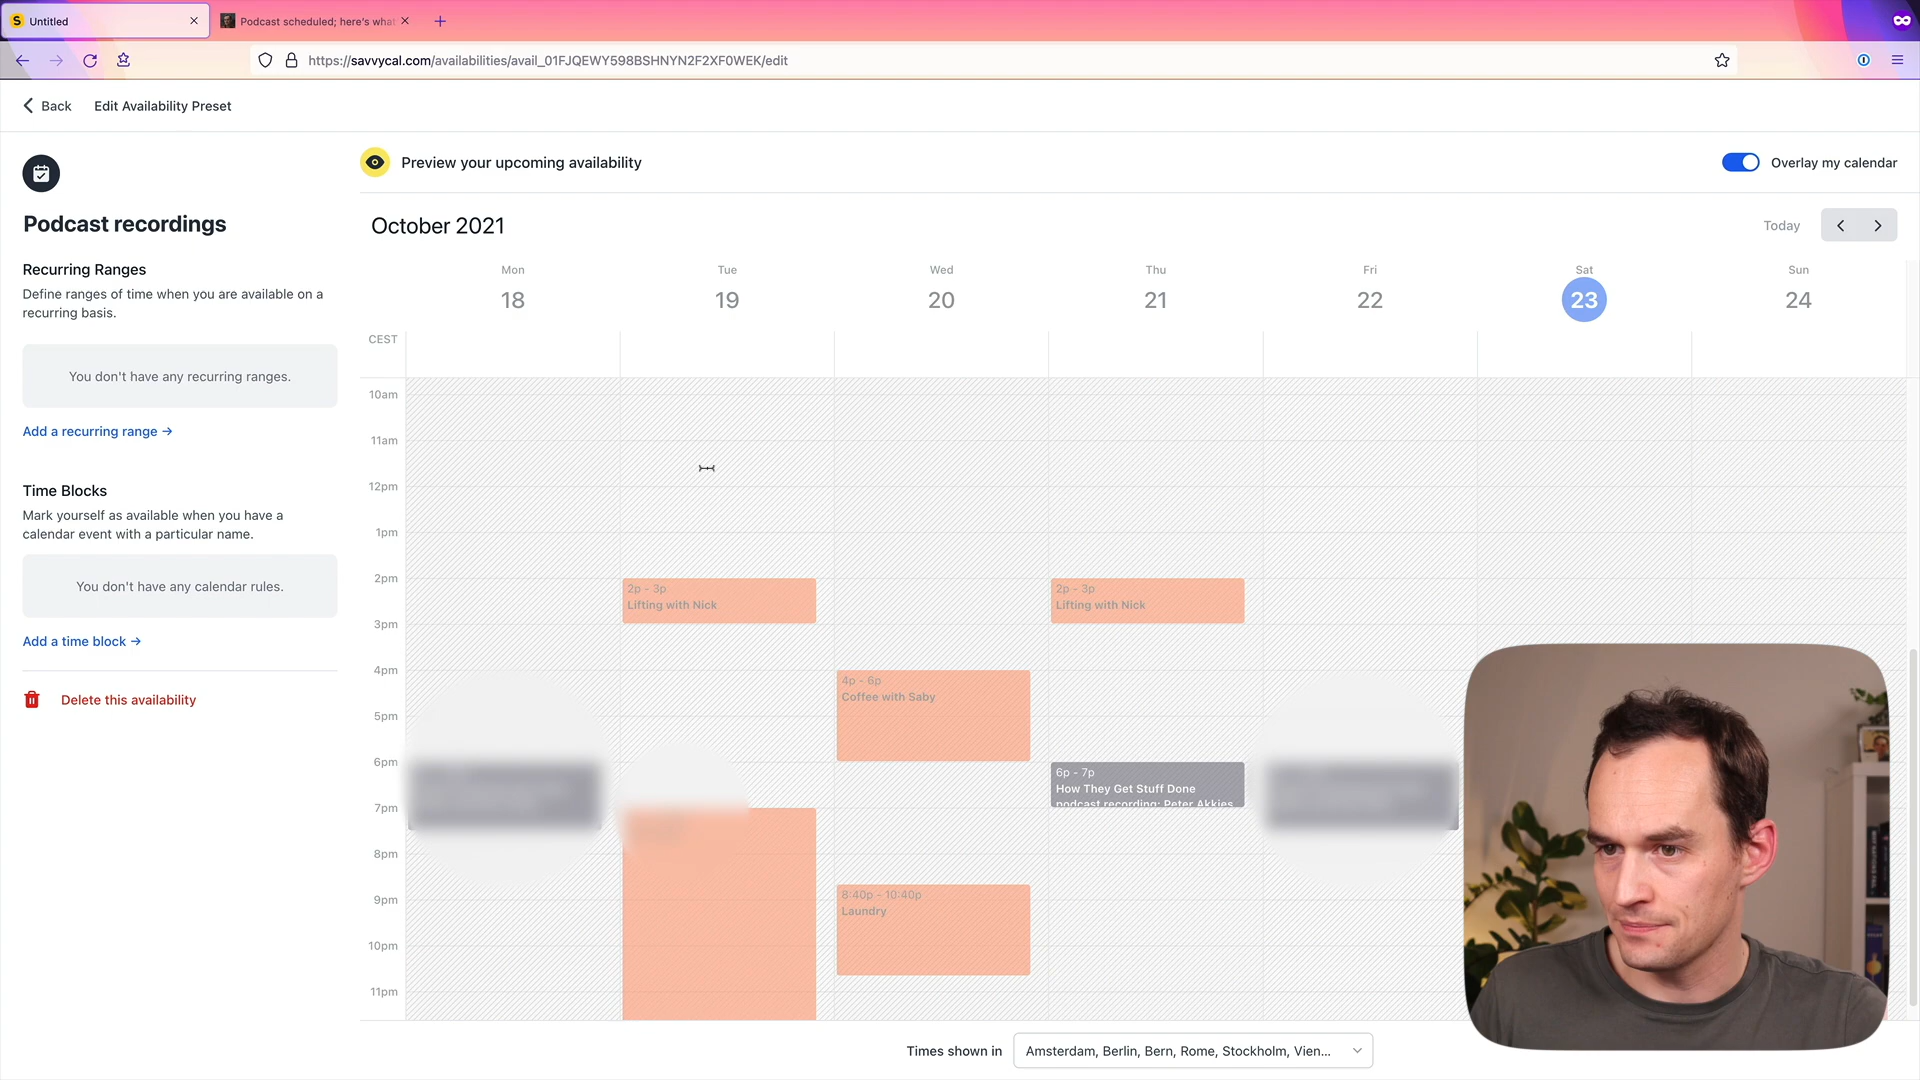 Untitled
Podcast scheduled; here's what
https://savvycal.com/availabilities/avail_01FJQEWY598BSHNYN2F2XF0WEK/edit
Back
Edit Availability Preset
Preview your upcoming availability
Overlay my calendar
Podcast recordings
Recurring Ranges
Define ranges of time when you are available on a
recurring basis.
You don't have any recurring ranges.
Add a recurring range →
Time Blocks
Mark yourself as available when you have a
calendar event with a particular name.
You don't have any calendar rules.
Add a time block →
Delete this availability
October 2021
Today
Mon
Tue
Wed
Thu
Fri
Sat
Sun
18
19
20
21
22
23
24
CEST
10am
11am
12pm
1pm
2pm
3pm
4pm
5pm
6pm
7pm
8pm
9pm
10pm
11pm
2p – 3p
Lifting with Nick
2p – 3p
Lifting with Nick
4p – 6p
Coffee with Saby
6p – 7p
How They Get Stuff Done
podcast recording: Peter Akkies
8:40p – 10:40p
Laundry
Times shown in
Amsterdam, Berlin, Bern, Rome, Stockholm, Vien...